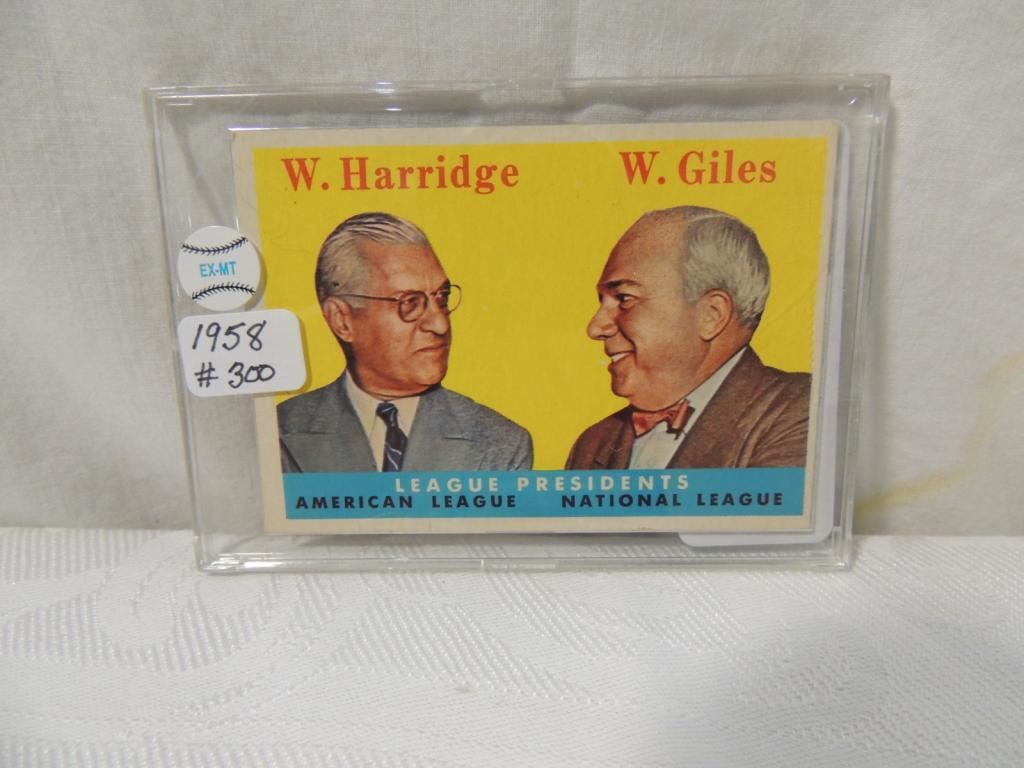 W. Harridge W. Giles
EX-MT
1958
# 300
LEAGUE PRESIDENTS
AMERICAN LEAGUE NATIONAL LEAGUE